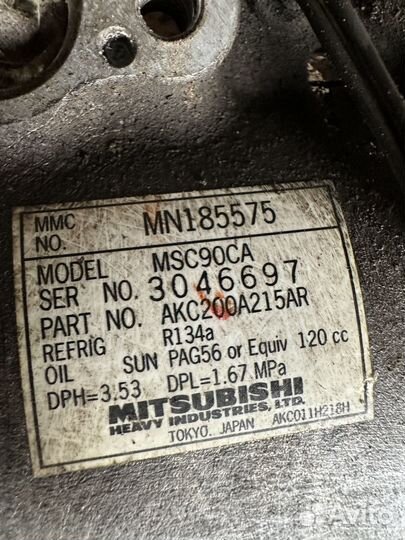 MMC NO. MN185575
MODEL MSC90CA
SER NO. 3046697
PART NO. AKC200A215AR
REFRIG R134a
OIL SUN PAG56 or Equiv 120 cc
DPH=3.53 DPL=1.67 MPa
MITSUBISHI
HEAVY INDUSTRIES, LTD.
TOKYO. JAPAN AKC011H218H
Avito